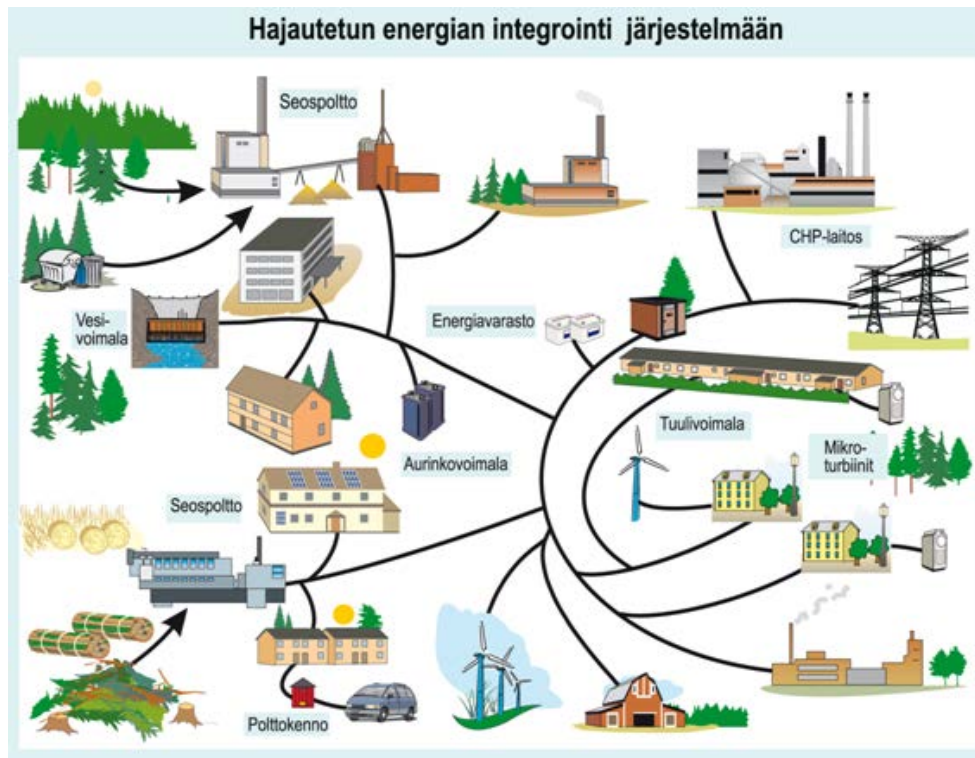 Hajautetun energian integrointi järjestelmään
Seospoltto
CHP-laitos
Vesi-
voimala
Energiavarasto
Tuulivoimala
Mikro-
turbiinit
Aurinkovoimala
Seospoltto
Polttokenno